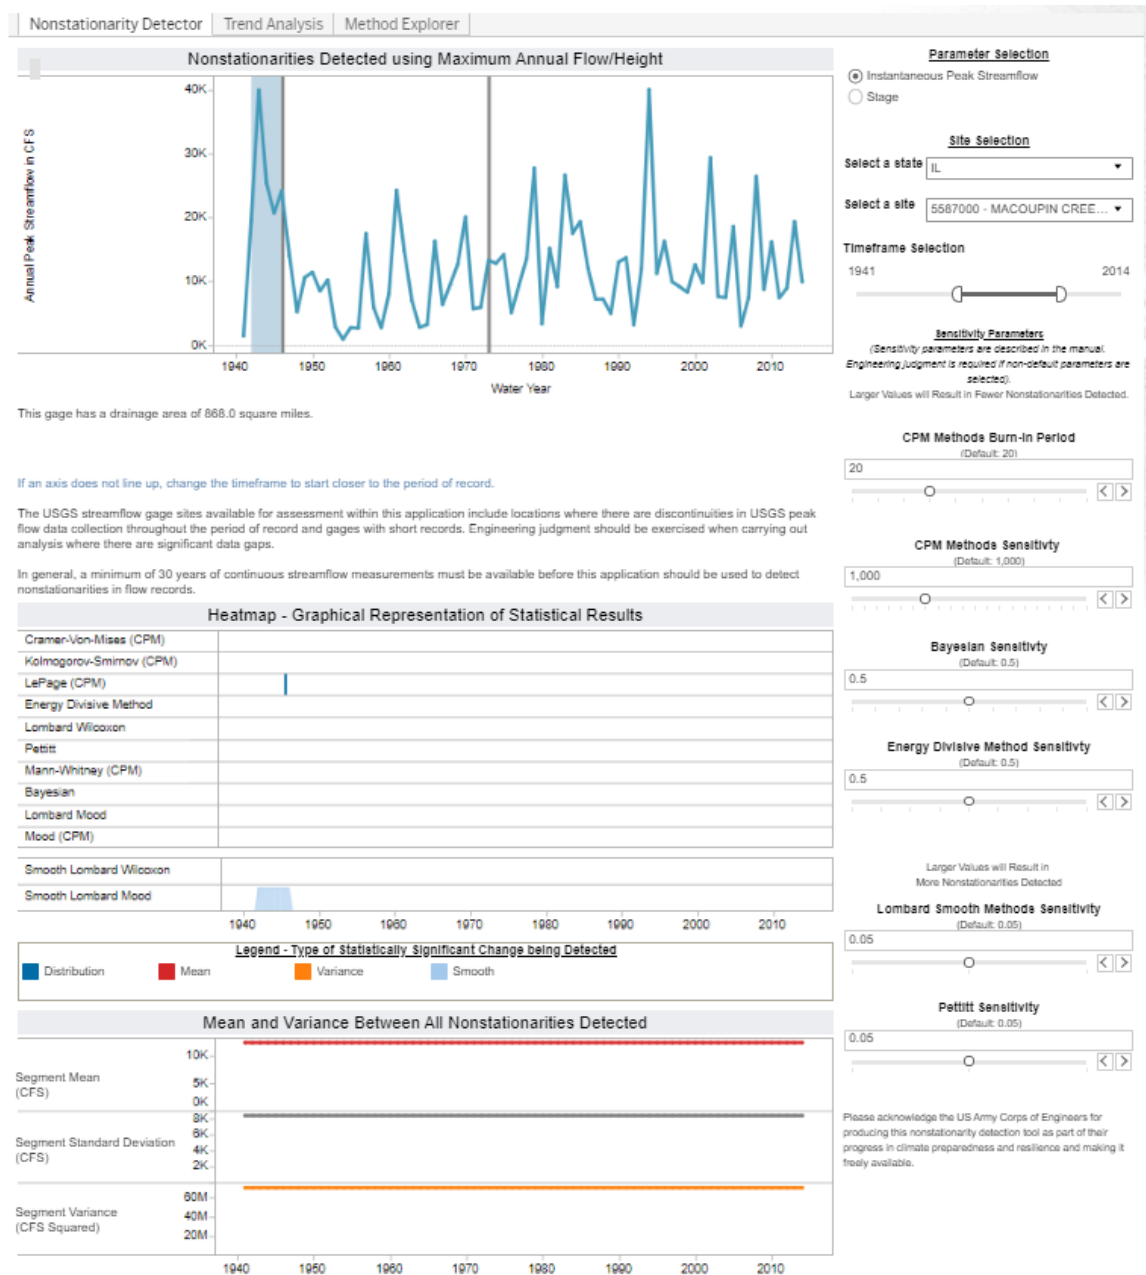 Nonstationarity Detector
Trend Analysis
Method Explorer
Nonstationarities Detected using Maximum Annual Flow/Height
Annual Peak Streamflow in CFS
40K
30K
20K
10K
0K
1940 1950 1960 1970 1980 1990 2000 2010
Water Year
This gage has a drainage area of 868.0 square miles.
If an axis does not line up, change the timeframe to start closer to the period of record.
The USGS streamflow gage sites available for assessment within this application include locations where there are discontinuities in USGS peak
flow data collection throughout the period of record and gages with short records. Engineering judgment should be exercised when carrying out
analysis where there are significant data gaps.
In general, a minimum of 30 years of continuous streamflow measurements must be available before this application should be used to detect
nonstationarities in flow records.
Heatmap - Graphical Representation of Statistical Results
Cramer-Von-Mises (CPM)
Kolmogorov-Smirnov (CPM)
LePage (CPM)
Energy Divisive Method
Lombard Wilcoxon
Pettitt
Mann-Whitney (CPM)
Bayesian
Lombard Mood
Mood (CPM)
Smooth Lombard Wilcoxon
Smooth Lombard Mood
1940 1950 1960 1970 1980 1990 2000 2010
Legend - Type of Statistically Significant Change being Detected
Distribution
Mean
Variance
Smooth
Mean and Variance Between All Nonstationarities Detected
Segment Mean
(CFS)
10K
5K
0K
Segment Standard Deviation
(CFS)
8K
6K
4K
2K
Segment Variance
(CFS Squared)
60M
40M
20M
1940 1950 1960 1970 1980 1990 2000 2010
Parameter Selection
Instantaneous Peak Streamflow
Stage
Site Selection
Select a state
IL
Select a site
5587000 - MACOUPIN CREE...
Timeframe Selection
1941 2014
Sensitivity Parameters
(Sensitivity parameters are described in the manual.
Engineering judgment is required if non-default parameters are
selected).
Larger Values will Result in Fewer Nonstationarities Detected.
CPM Methods Burn-In Period
(Default: 20)
20
CPM Methods Sensitivty
(Default: 1,000)
1,000
Bayesian Sensitivty
(Default: 0.5)
0.5
Energy Divisive Method Sensitivty
(Default: 0.5)
0.5
Larger Values will Result in
More Nonstationarities Detected
Lombard Smooth Methods Sensitivity
(Default: 0.05)
0.05
Pettitt Sensitivity
(Default: 0.05)
0.05
Please acknowledge the US Army Corps of Engineers for
producing this nonstationarity detection tool as part of their
progress in climate preparedness and resilience and making it
freely available.